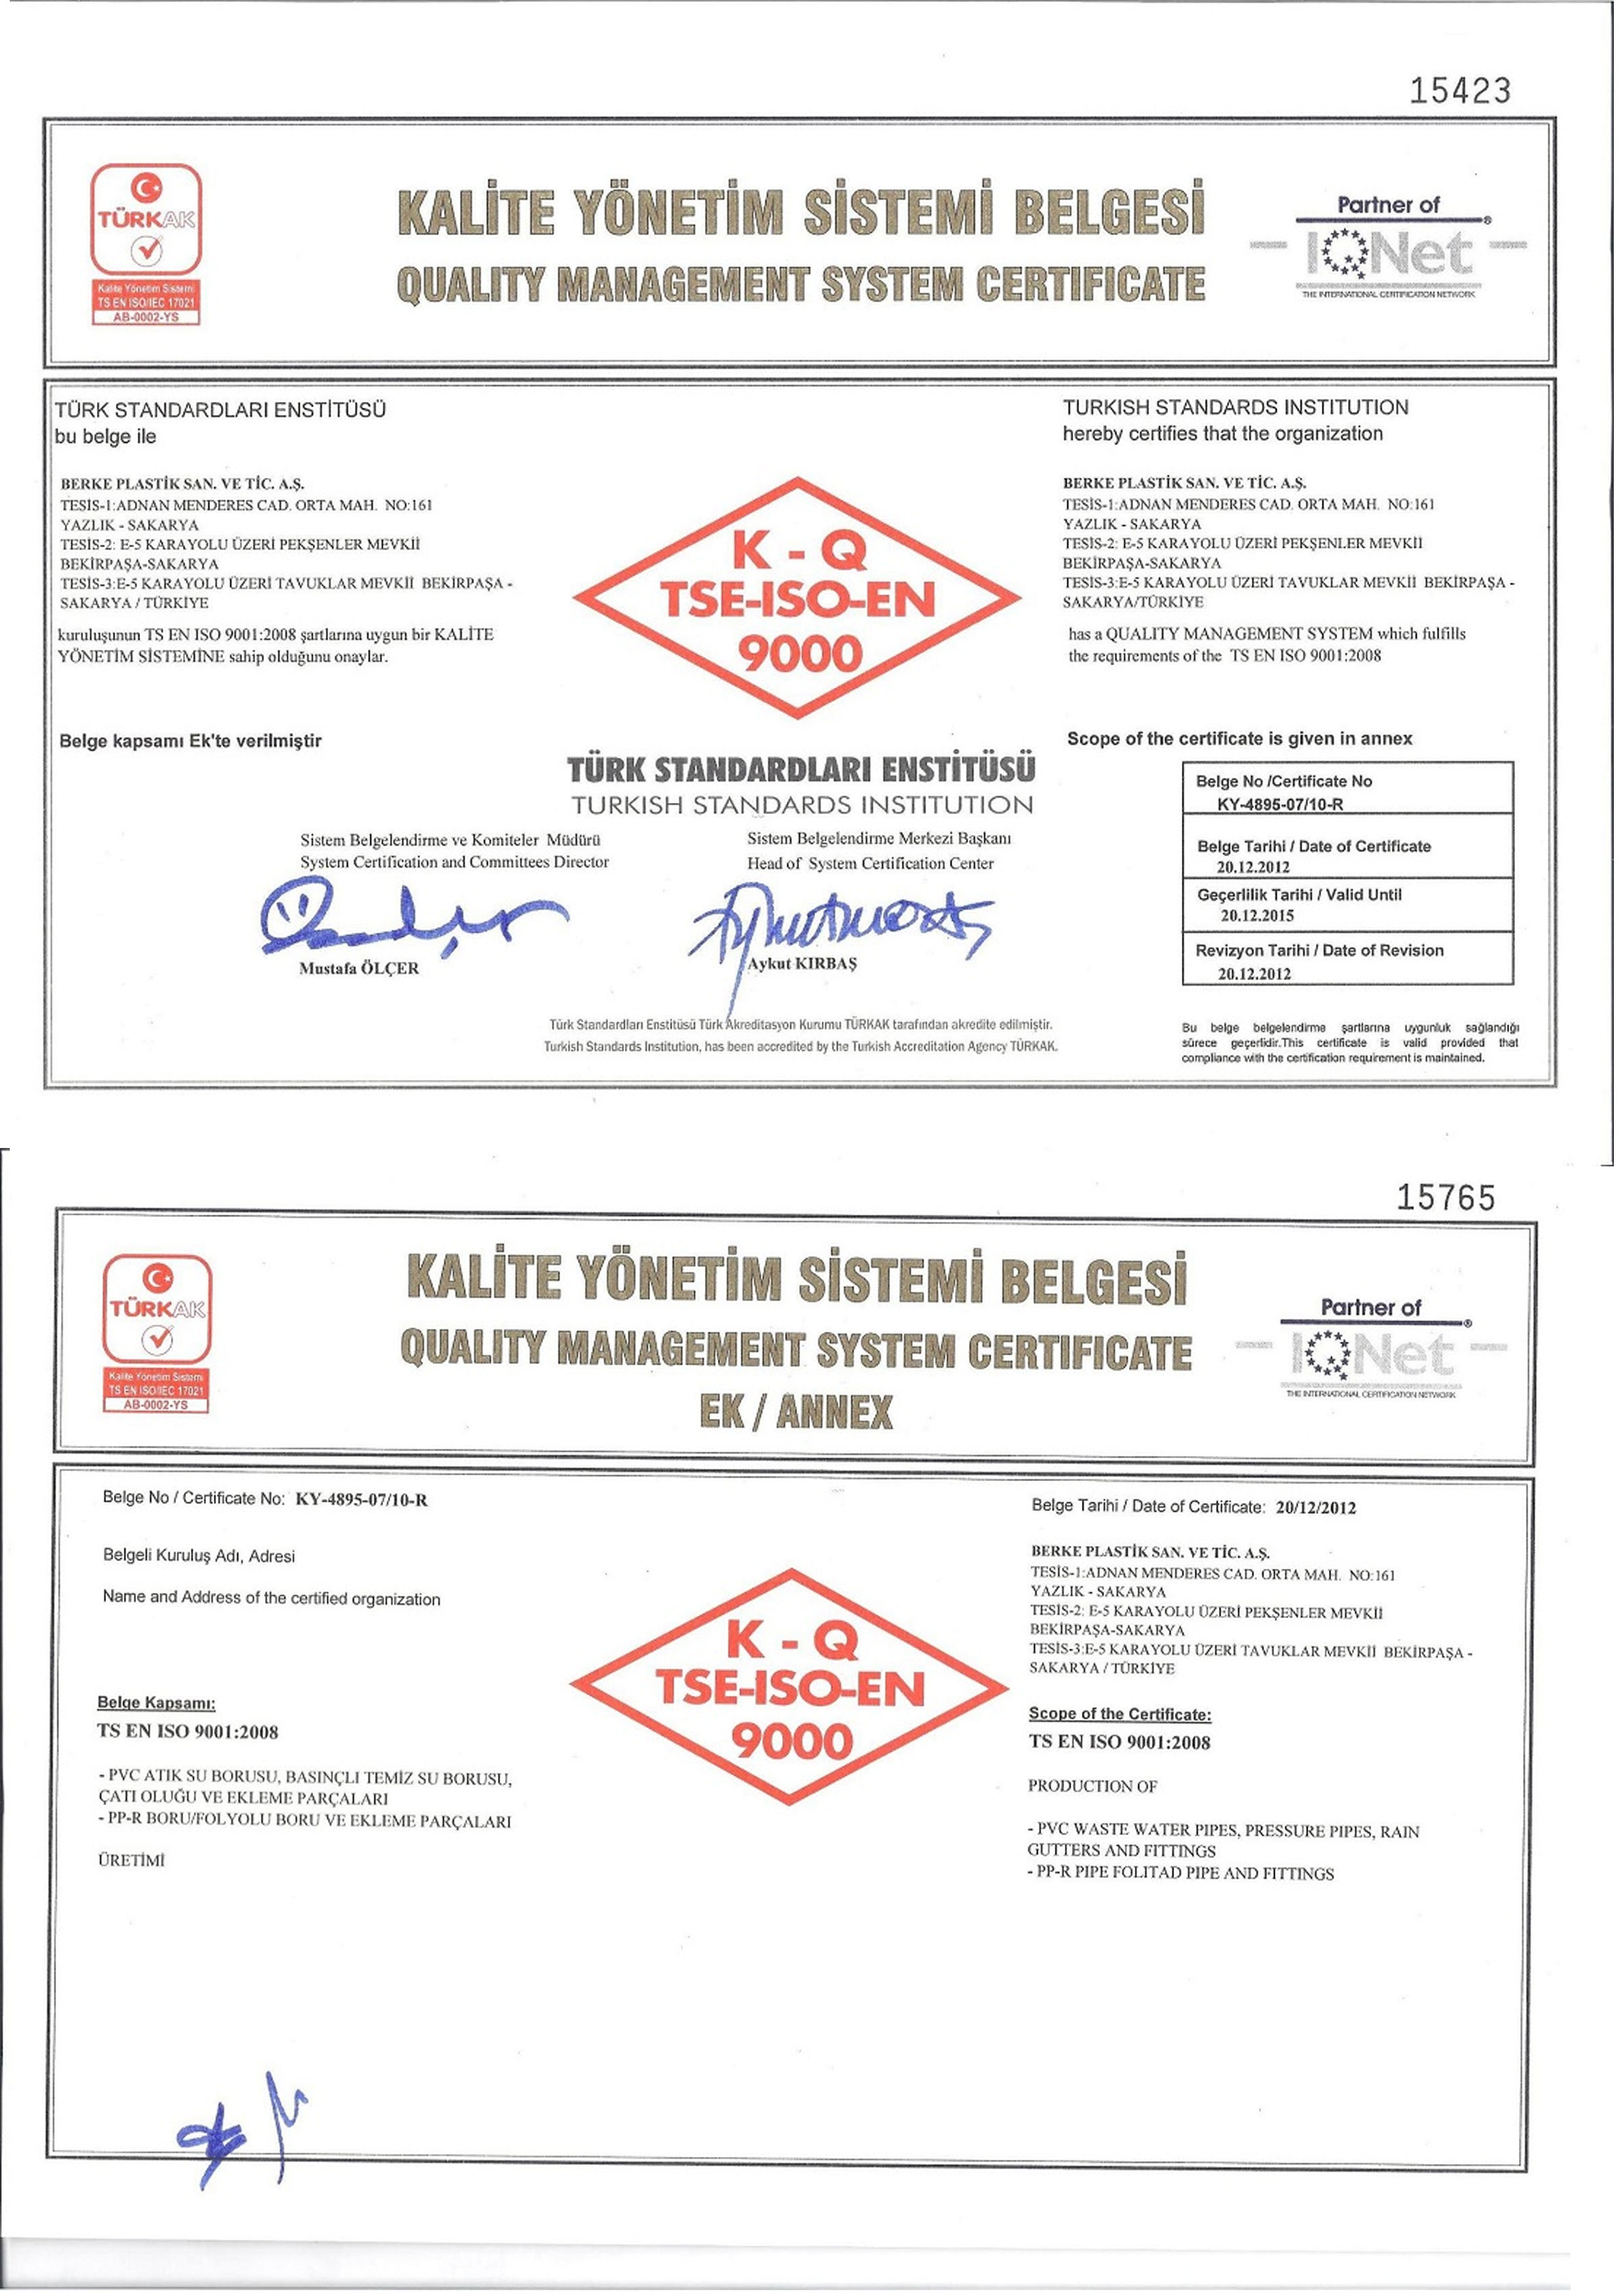 15423
TÜRKAK
Kalite Yönetim Sistemi
TS EN ISO/IEC 17021
AB-0002-YS
KALİTE YÖNETİM SİSTEMİ BELGESİ
QUALITY MANAGEMENT SYSTEM CERTIFICATE
Partner of
IQNet ®
THE INTERNATIONAL CERTIFICATION NETWORK
TÜRK STANDARDLARI ENSTİTÜSÜ
bu belge ile
BERKE PLASTİK SAN. VE TİC. A.Ş.
TESİS-1:ADNAN MENDERES CAD. ORTA MAH. NO:161
YAZLIK - SAKARYA
TESİS-2: E-5 KARAYOLU ÜZERİ PEKŞENLER MEVKİİ
BEKİRPAŞA-SAKARYA
TESİS-3:E-5 KARAYOLU ÜZERİ TAVUKLAR MEVKİİ BEKİRPAŞA -
SAKARYA / TÜRKİYE
kuruluşunun TS EN ISO 9001:2008 şartlarına uygun bir KALİTE
YÖNETİM SİSTEMİNE sahip olduğunu onaylar.
Belge kapsamı Ek'te verilmiştir
K - Q
TSE-ISO-EN
9000
TURKISH STANDARDS INSTITUTION
hereby certifies that the organization
BERKE PLASTİK SAN. VE TİC. A.Ş.
TESİS-1:ADNAN MENDERES CAD. ORTA MAH. NO:161
YAZLIK - SAKARYA
TESİS-2: E-5 KARAYOLU ÜZERİ PEKŞENLER MEVKİİ
BEKİRPAŞA-SAKARYA
TESİS-3:E-5 KARAYOLU ÜZERİ TAVUKLAR MEVKİİ BEKİRPAŞA -
SAKARYA/TÜRKİYE
has a QUALITY MANAGEMENT SYSTEM which fulfills
the requirements of the TS EN ISO 9001:2008
Scope of the certificate is given in annex
TÜRK STANDARDLARI ENSTİTÜSÜ
TURKISH STANDARDS INSTITUTION
Sistem Belgelendirme ve Komiteler Müdürü
System Certification and Committees Director
Mustafa ÖLÇER
Sistem Belgelendirme Merkezi Başkanı
Head of System Certification Center
Aykut KIRBAŞ
Belge No /Certificate No
KY-4895-07/10-R
Belge Tarihi / Date of Certificate
20.12.2012
Geçerlilik Tarihi / Valid Until
20.12.2015
Revizyon Tarihi / Date of Revision
20.12.2012
Türk Standardları Enstitüsü Türk Akreditasyon Kurumu TÜRKAK tarafından akredite edilmiştir.
Turkish Standards Institution, has been accredited by the Turkish Accreditation Agency TÜRKAK.
Bu belge belgelendirme şartlarına uygunluk sağlandığı
sürece geçerlidir.This certificate is valid provided that
compliance with the certification requirement is maintained.
15765
TÜRKAK
Kalite Yönetim Sistemi
TS EN ISO/IEC 17021
AB-0002-YS
KALİTE YÖNETİM SİSTEMİ BELGESİ
QUALITY MANAGEMENT SYSTEM CERTIFICATE
EK / ANNEX
Partner of
IQNet ®
THE INTERNATIONAL CERTIFICATION NETWORK
Belge No / Certificate No: KY-4895-07/10-R
Belgeli Kuruluş Adı, Adresi
Name and Address of the certified organization
Belge Kapsamı:
TS EN ISO 9001:2008
- PVC ATIK SU BORUSU, BASINÇLI TEMİZ SU BORUSU,
ÇATI OLUĞU VE EKLEME PARÇALARI
- PP-R BORU/FOLYOLU BORU VE EKLEME PARÇALARI
ÜRETİMİ
K - Q
TSE-ISO-EN
9000
Belge Tarihi / Date of Certificate: 20/12/2012
BERKE PLASTİK SAN. VE TİC. A.Ş.
TESİS-1:ADNAN MENDERES CAD. ORTA MAH. NO:161
YAZLIK - SAKARYA
TESİS-2: E-5 KARAYOLU ÜZERİ PEKŞENLER MEVKİİ
BEKİRPAŞA-SAKARYA
TESİS-3:E-5 KARAYOLU ÜZERİ TAVUKLAR MEVKİİ BEKİRPAŞA -
SAKARYA / TÜRKİYE
Scope of the Certificate:
TS EN ISO 9001:2008
PRODUCTION OF
- PVC WASTE WATER PIPES, PRESSURE PIPES, RAIN
GUTTERS AND FITTINGS
- PP-R PIPE FOLITAD PIPE AND FITTINGS